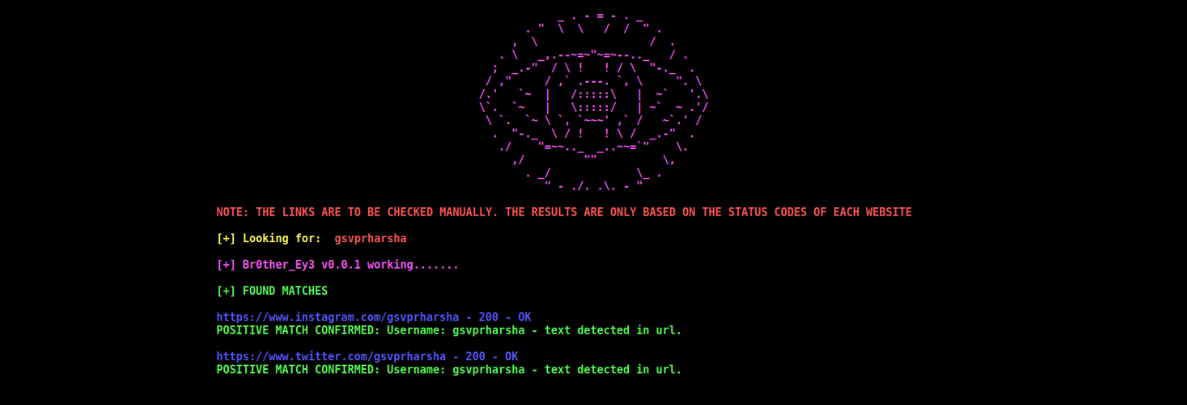 NOTE: THE LINKS ARE TO BE CHECKED MANUALLY. THE RESULTS ARE ONLY BASED ON THE STATUS CODES OF EACH WEBSITE
[+] Looking for:  gsvprharsha
[+] Br0ther_Ey3 v0.0.1 working.......
[+] FOUND MATCHES
https://www.instagram.com/gsvprharsha - 200 - OK
POSITIVE MATCH CONFIRMED: Username: gsvprharsha - text detected in url.
https://www.twitter.com/gsvprharsha - 200 - OK
POSITIVE MATCH CONFIRMED: Username: gsvprharsha - text detected in url.